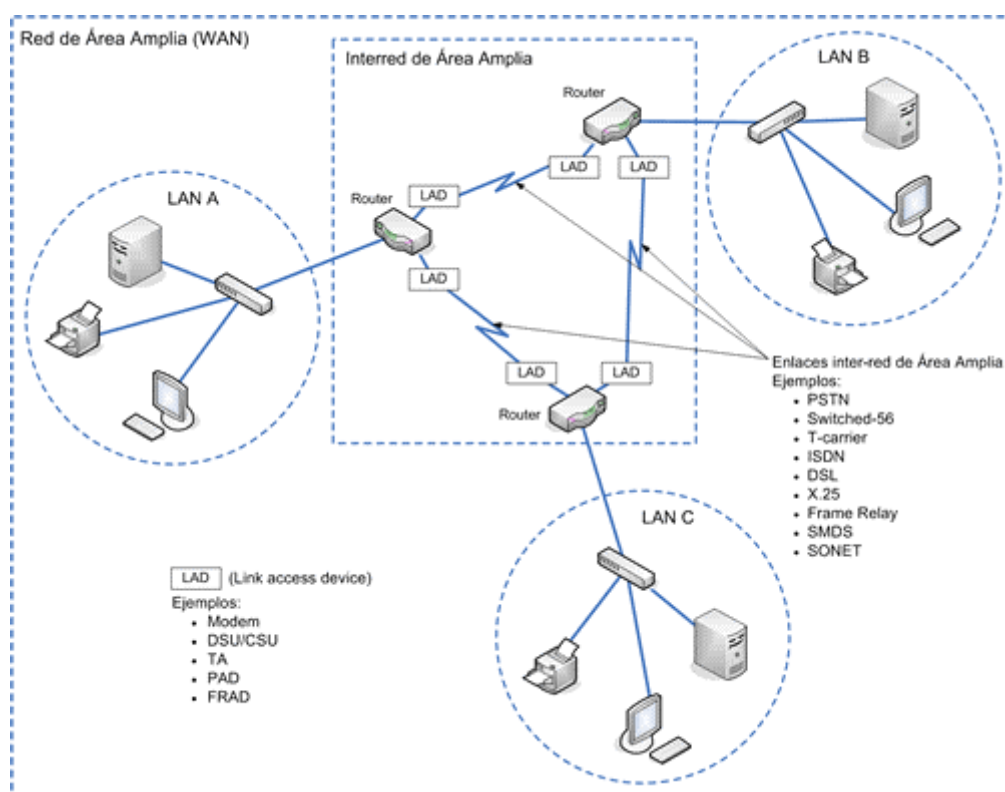 Red de Área Amplia (WAN)
Interred de Área Amplia
LAN B
Router
LAD
LAD
LAD
LAN A
Router
LAD
LAD
LAD
Router
Enlaces inter-red de Área Amplia
Ejemplos:
• PSTN
• Switched-56
• T-carrier
• ISDN
• DSL
• X.25
• Frame Relay
• SMDS
• SONET
LAN C
LAD (Link access device)
Ejemplos:
• Modem
• DSU/CSU
• TA
• PAD
• FRAD